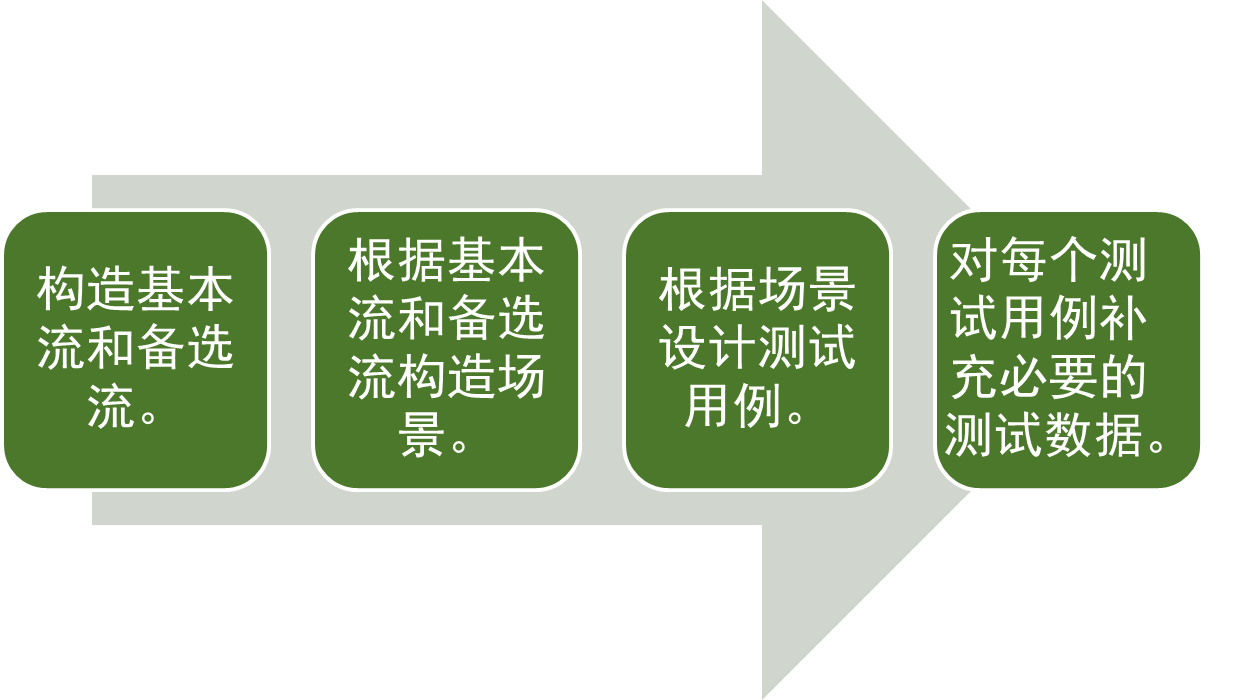 构造基本
流和备选
流。
根据基本
流和备选
流构造场
景。
根据场景
设计测试
用例。
对每个测
试用例补
充必要的
测试数据。